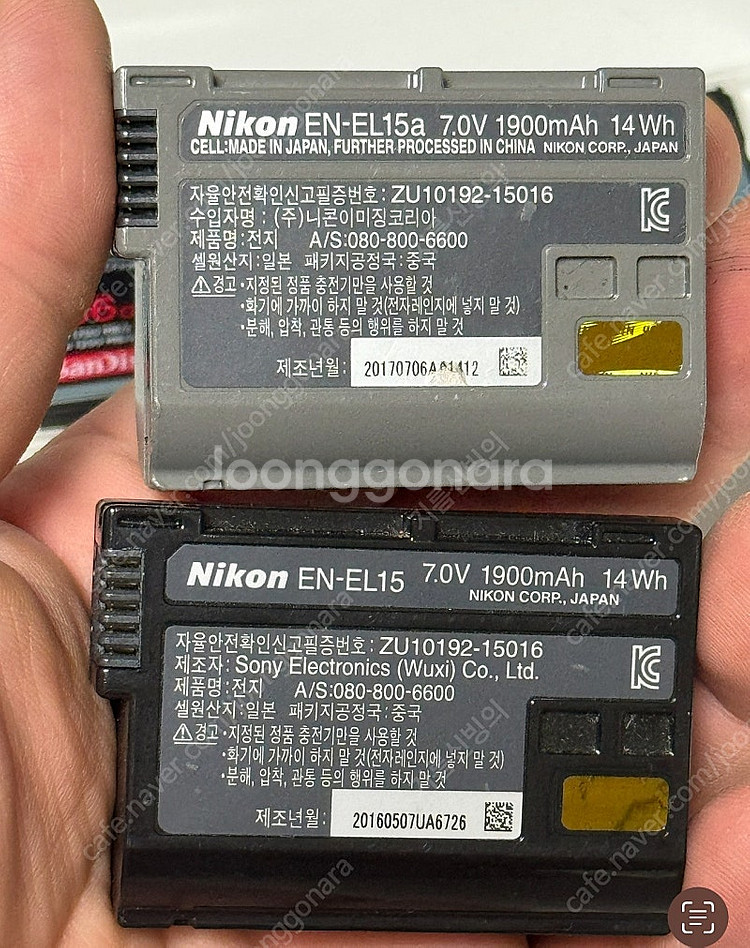 Nikon EN-EL15a 7.0V 1900mAh 14Wh
CELL:MADE IN JAPAN, FURTHER PROCESSED IN CHINA NIKON CORP., JAPAN
자율안전확인신고필증번호: ZU10192-15016
수입자명 : (주)니콘이미징코리아
제품명:전지 A/S:080-800-6600
셀원산지:일본 패키지공정국:중국
경고 ·지정된 정품 충전기만을 사용할 것
·화기에 가까이 하지 말 것(전자레인지에 넣지 말 것)
·분해, 압착, 관통 등의 행위를 하지 말 것
제조년월: 20170706A01412
SanDis
Joonggonara
Nikon EN-EL15 7.0V 1900mAh 14Wh
NIKON CORP., JAPAN
자율안전확인신고필증번호: ZU10192-15016
제조자: Sony Electronics (Wuxi) Co., Ltd.
제품명:전지 A/S:080-800-6600
셀원산지:일본 패키지공정국:중국
경고 ·지정된 정품 충전기만을 사용할 것
·화기에 가까이 하지 말 것(전자레인지에 넣지 말 것)
·분해, 압착, 관통 등의 행위를 하지 말 것
제조년월: 20160507UA6726